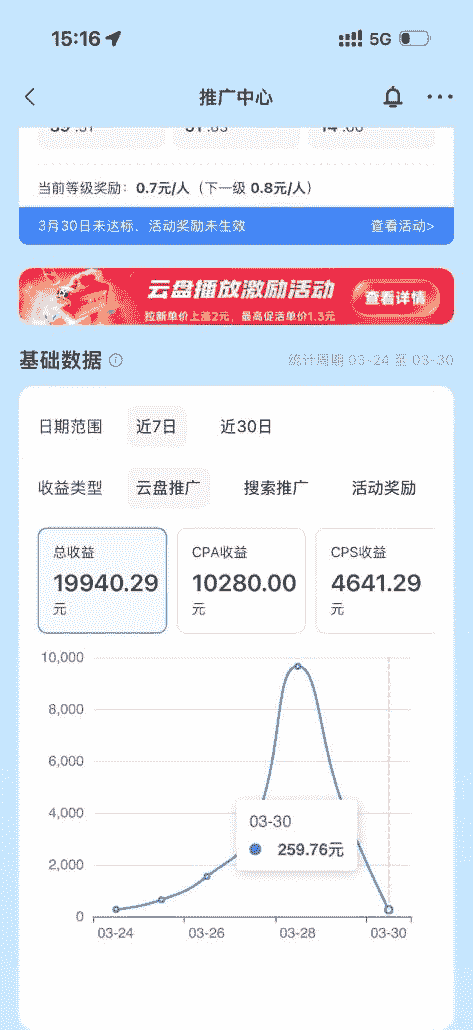 15:16
5G
推广中心
当前等级奖励：0.7元/人（下一级 0.8元/人）
3月30日未达标，活动奖励未生效 查看活动>
云盘播放激励活动
拉新单价上涨2元，最高促活单价1.3元
查看详情
基础数据
统计周期 03-24 至 03-30
日期范围 近7日 近30日
收益类型 云盘推广 搜索推广 活动奖励
总收益 CPA收益 CPS收益
19940.29 10280.00 4641.29
元 元 元
10,000
8,000
6,000
4,000
03-30
259.76元
2,000
0
03-24 03-26 03-28 03-30